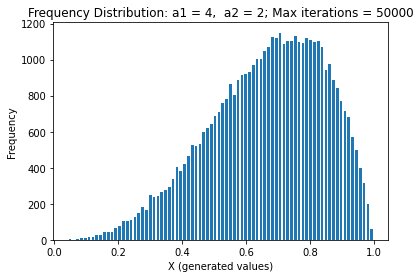 Frequency Distribution: a1 = 4,  a2 = 2; Max iterations = 50000
1200
1000
800
600
400
200
0
Frequency
0.0 0.2 0.4 0.6 0.8 1.0
X (generated values)